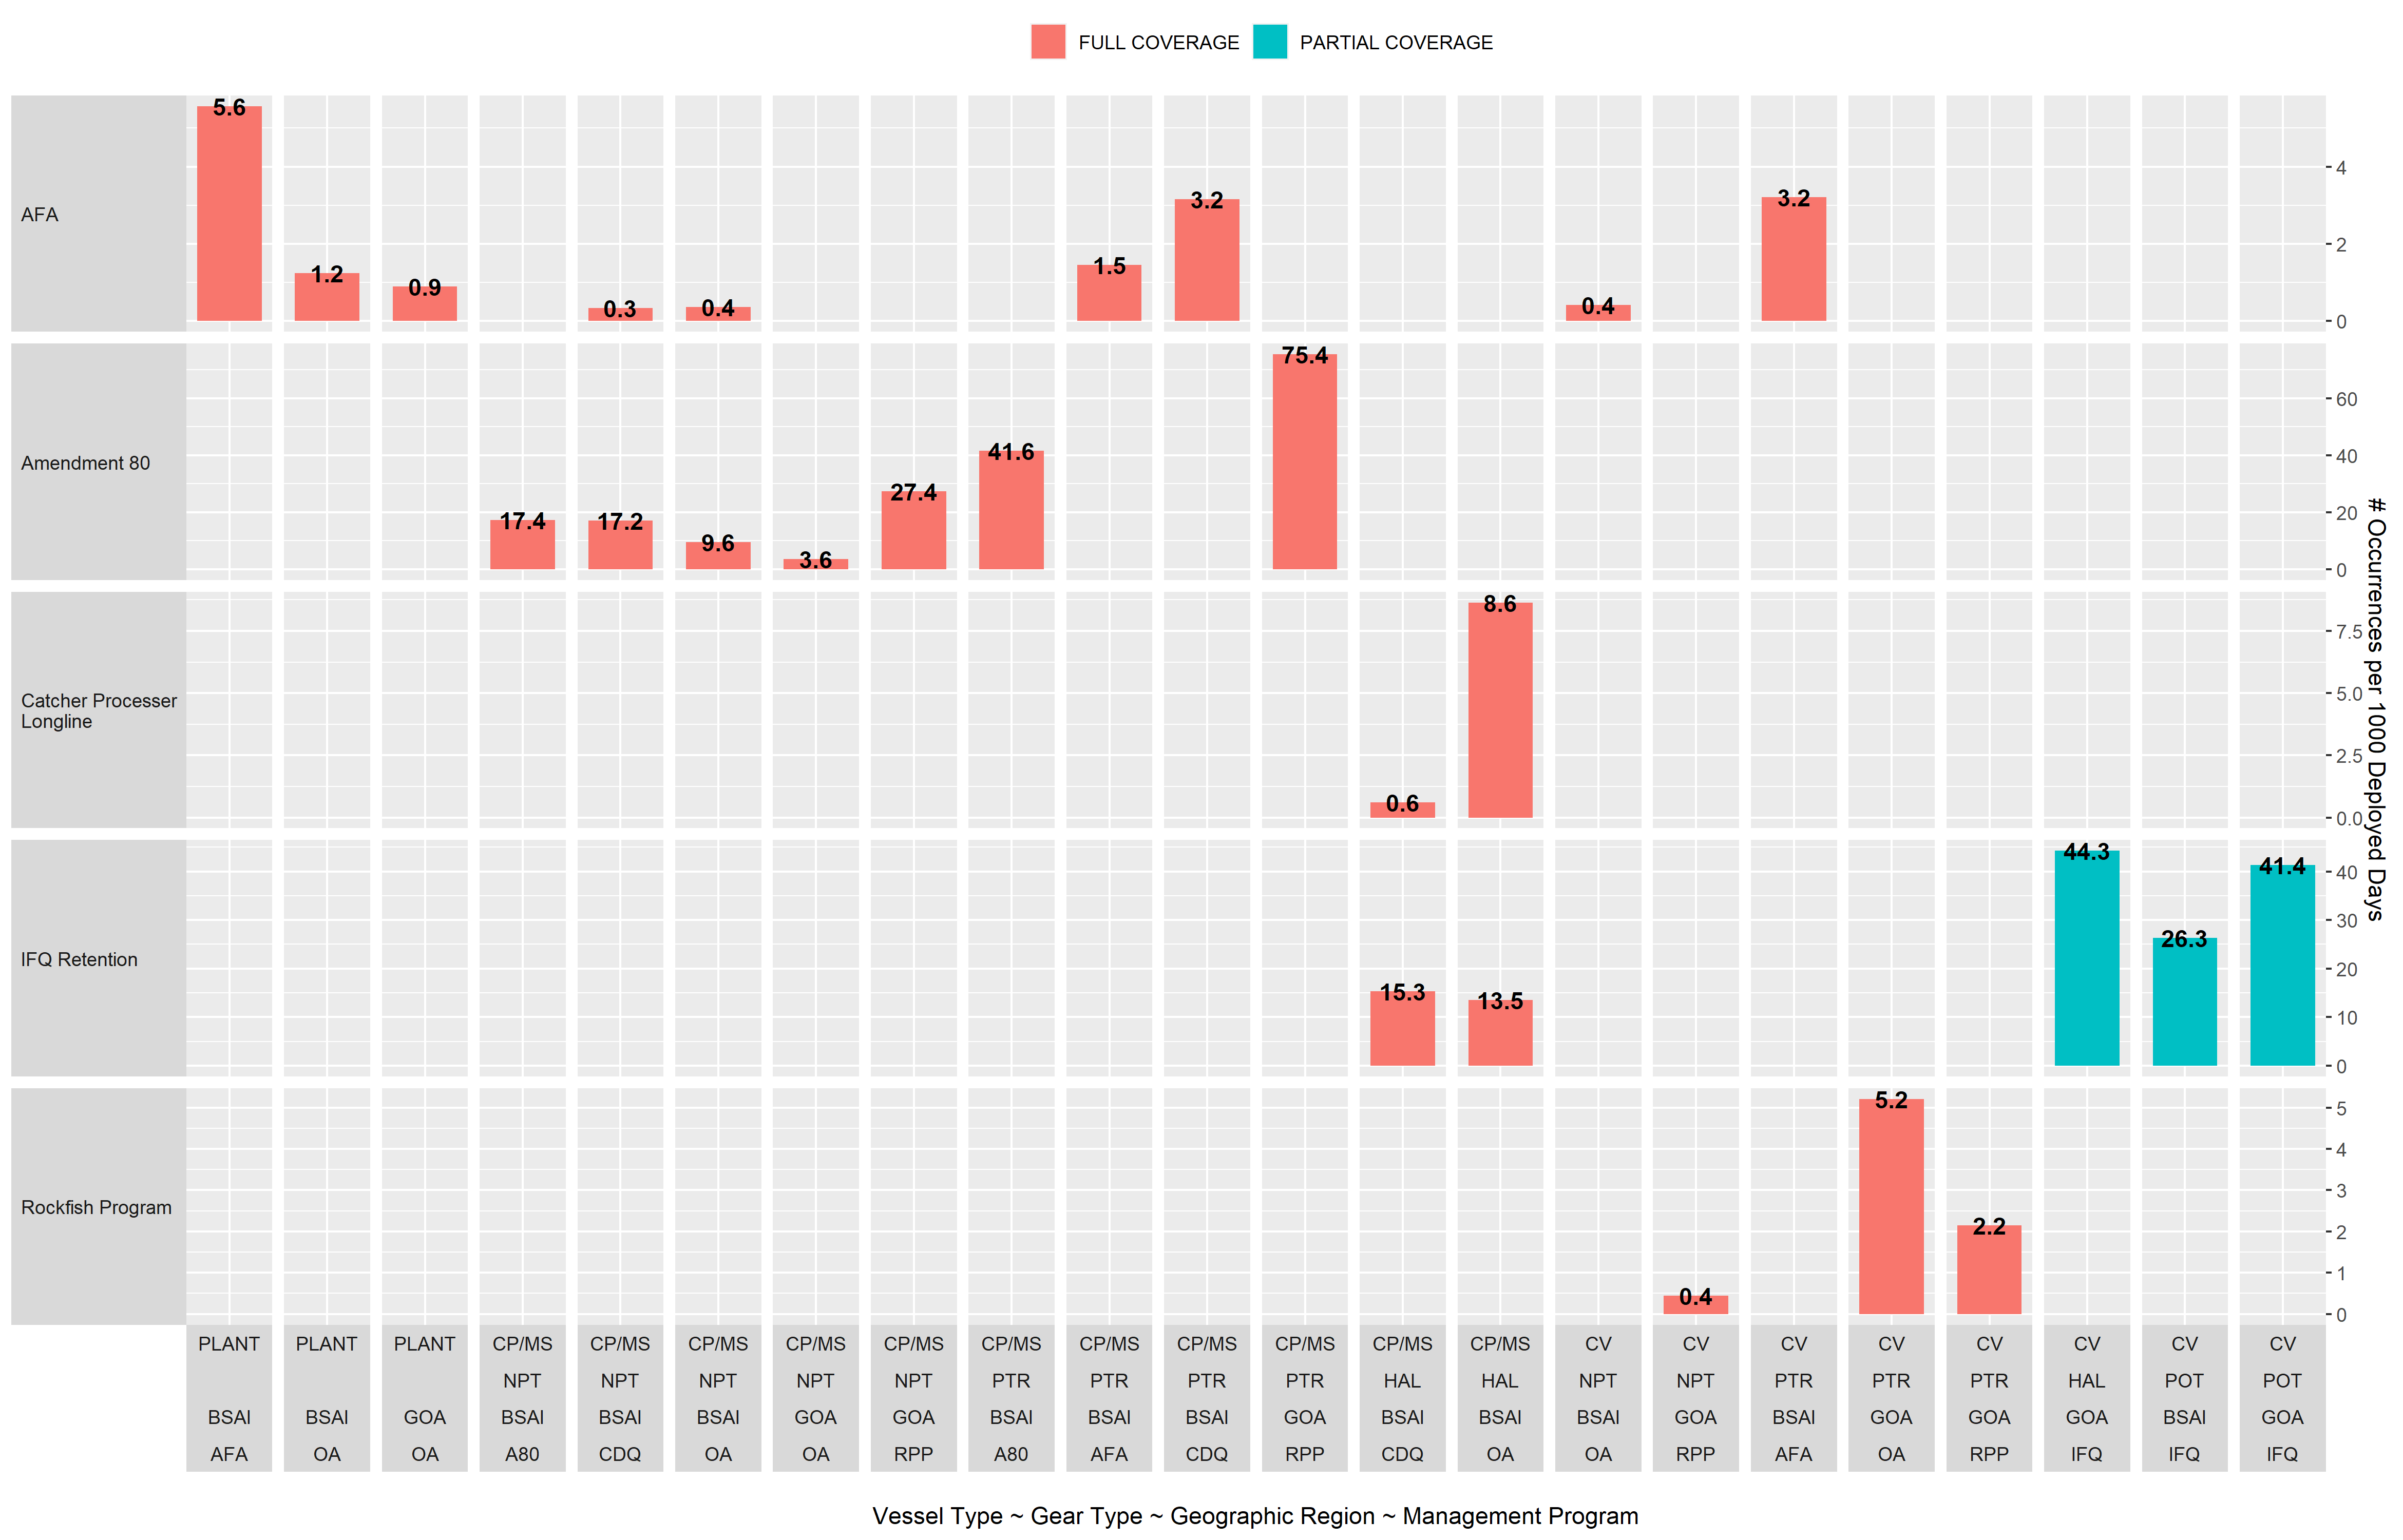 FULL COVERAGE PARTIAL COVERAGE
AFA
5.6 1.2 0.9 0.3 0.4 1.5 3.2 0.4 3.2
4
2
0
Amendment 80
17.4 17.2 9.6 3.6 27.4 41.6 75.4
60
40
20
0
Catcher Processer
Longline
0.6 8.6
7.5
5.0
2.5
0.0
IFQ Retention
15.3 13.5 44.3 26.3 41.4
40
30
20
10
0
Rockfish Program
0.4 5.2 2.2
5
4
3
2
1
0
# Occurrences per 1000 Deployed Days
PLANT PLANT PLANT CP/MS CP/MS CP/MS CP/MS CP/MS CP/MS CP/MS CP/MS CP/MS CP/MS CP/MS CV CV CV CV CV CV CV CV
NPT NPT NPT NPT NPT PTR PTR PTR PTR HAL HAL NPT NPT PTR PTR PTR HAL POT POT
BSAI BSAI GOA BSAI BSAI BSAI GOA GOA BSAI BSAI BSAI GOA BSAI BSAI BSAI GOA BSAI GOA GOA GOA BSAI GOA
AFA OA OA A80 CDQ OA OA RPP A80 AFA CDQ RPP CDQ OA OA RPP AFA OA RPP IFQ IFQ IFQ
Vessel Type ~ Gear Type ~ Geographic Region ~ Management Program